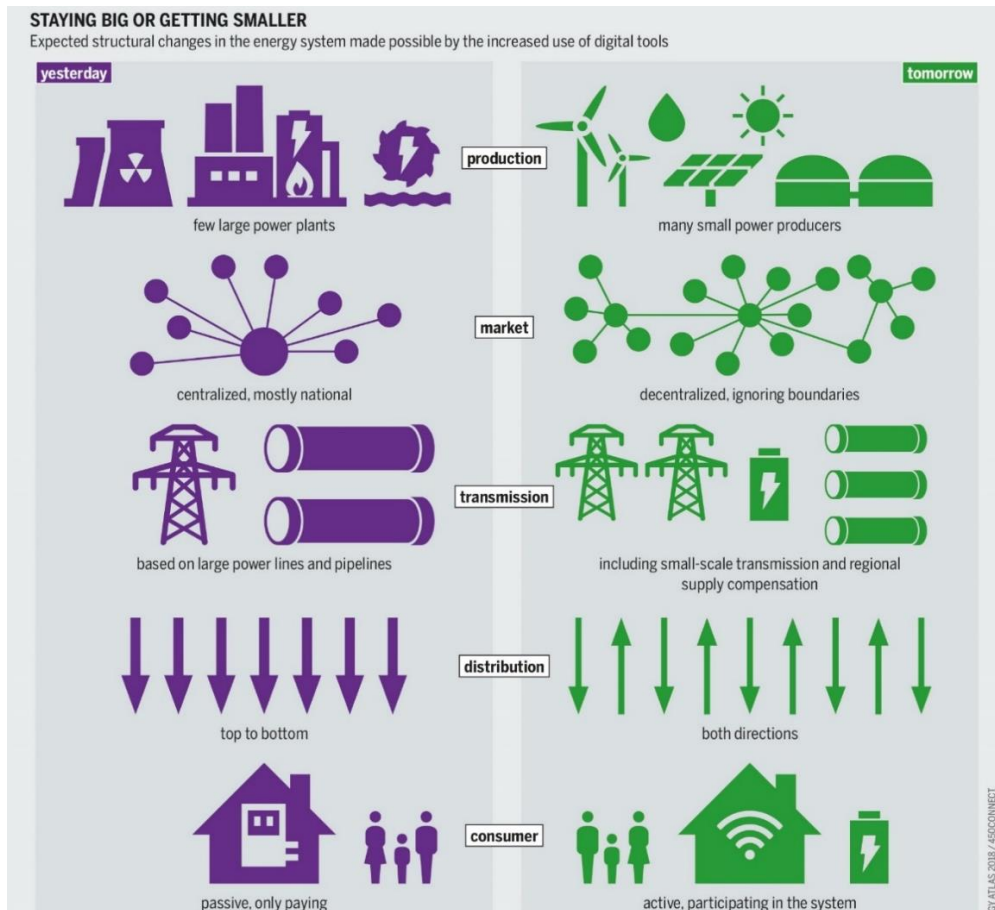 STAYING BIG OR GETTING SMALLER
Expected structural changes in the energy system made possible by the increased use of digital tools
yesterday
tomorrow
production
few large power plants
many small power producers
market
centralized, mostly national
decentralized, ignoring boundaries
transmission
based on large power lines and pipelines
including small-scale transmission and regional
supply compensation
distribution
top to bottom
both directions
consumer
passive, only paying
active, participating in the system
ATLAS 2018 / 450CONNECT